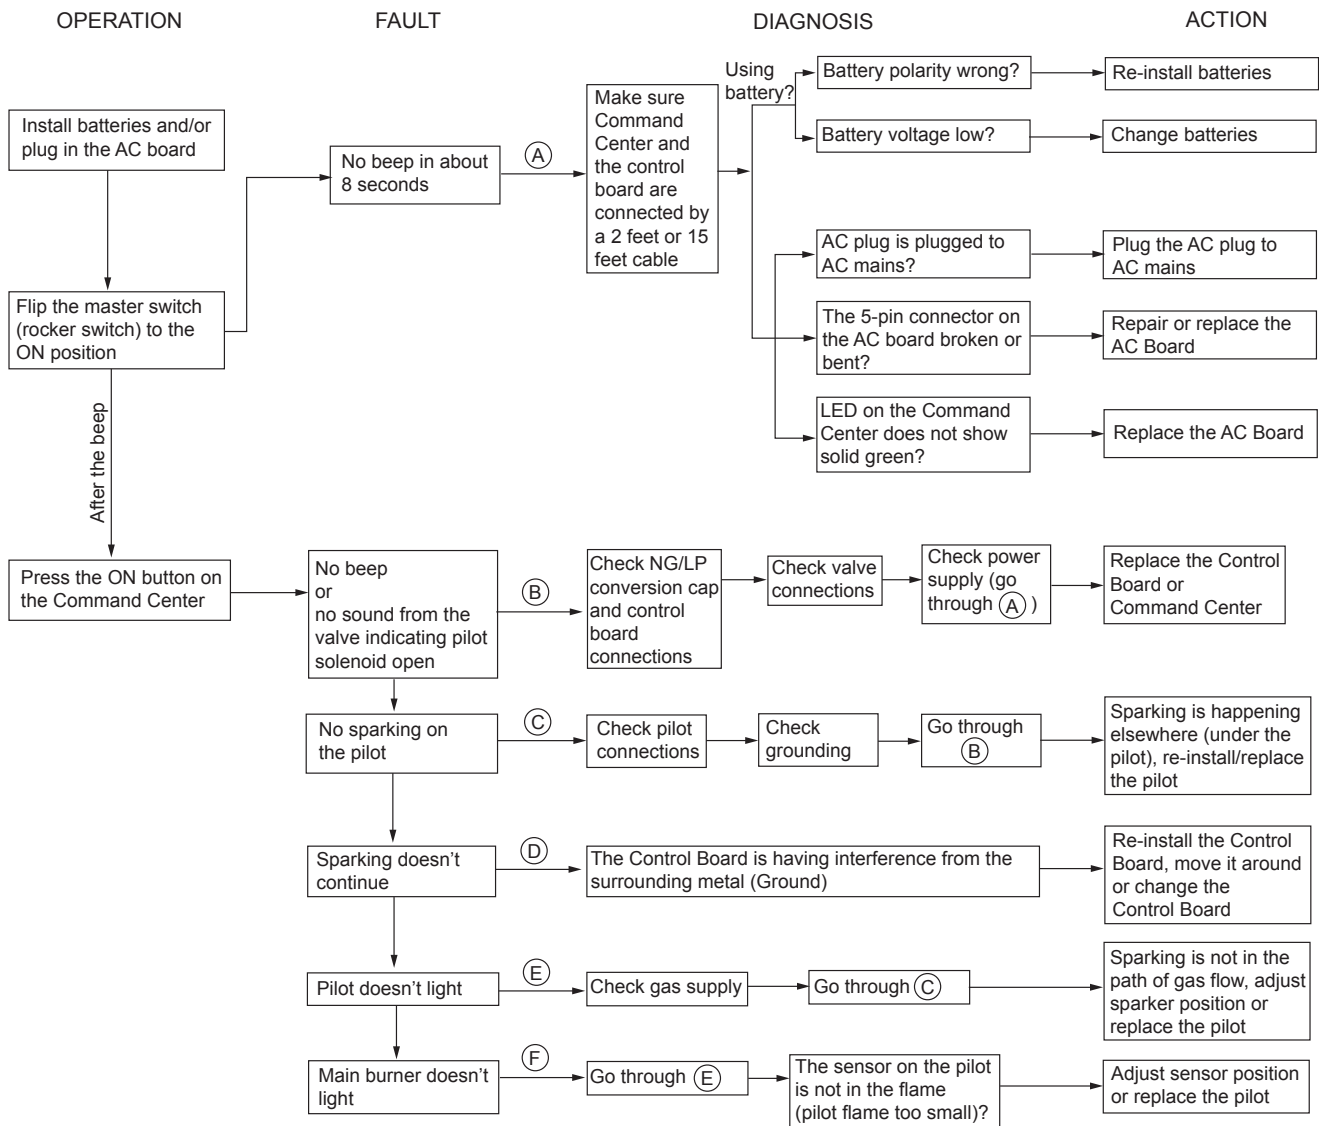 OPERATION
FAULT
DIAGNOSIS
ACTION
Install batteries and/or
plug in the AC board
Flip the master switch
(rocker switch) to the
ON position
After the beep
Press the ON button on
the Command Center
No beep in about
8 seconds
A
Make sure
Command
Center and
the control
board are
connected by
a 2 feet or 15
feet cable
Using
battery?
Battery polarity wrong?
Re-install batteries
Battery voltage low?
Change batteries
AC plug is plugged to
AC mains?
Plug the AC plug to
AC mains
The 5-pin connector on
the AC board broken or
bent?
Repair or replace the
AC Board
LED on the Command
Center does not show
solid green?
Replace the AC Board
No beep
or
no sound from the
valve indicating pilot
solenoid open
B
Check NG/LP
conversion cap
and control
board
connections
Check valve
connections
Check power
supply (go
through A )
Replace the Control
Board or
Command Center
No sparking on
the pilot
C
Check pilot
connections
Check
grounding
Go through
B
Sparking is happening
elsewhere (under the
pilot), re-install/replace
the pilot
Sparking doesn't
continue
D
The Control Board is having interference from the
surrounding metal (Ground)
Re-install the Control
Board, move it around
or change the
Control Board
Pilot doesn't light
E
Check gas supply
Go through C
Sparking is not in the
path of gas flow, adjust
sparker position or
replace the pilot
Main burner doesn't
light
F
Go through E
The sensor on the pilot
is not in the flame
(pilot flame too small)?
Adjust sensor position
or replace the pilot